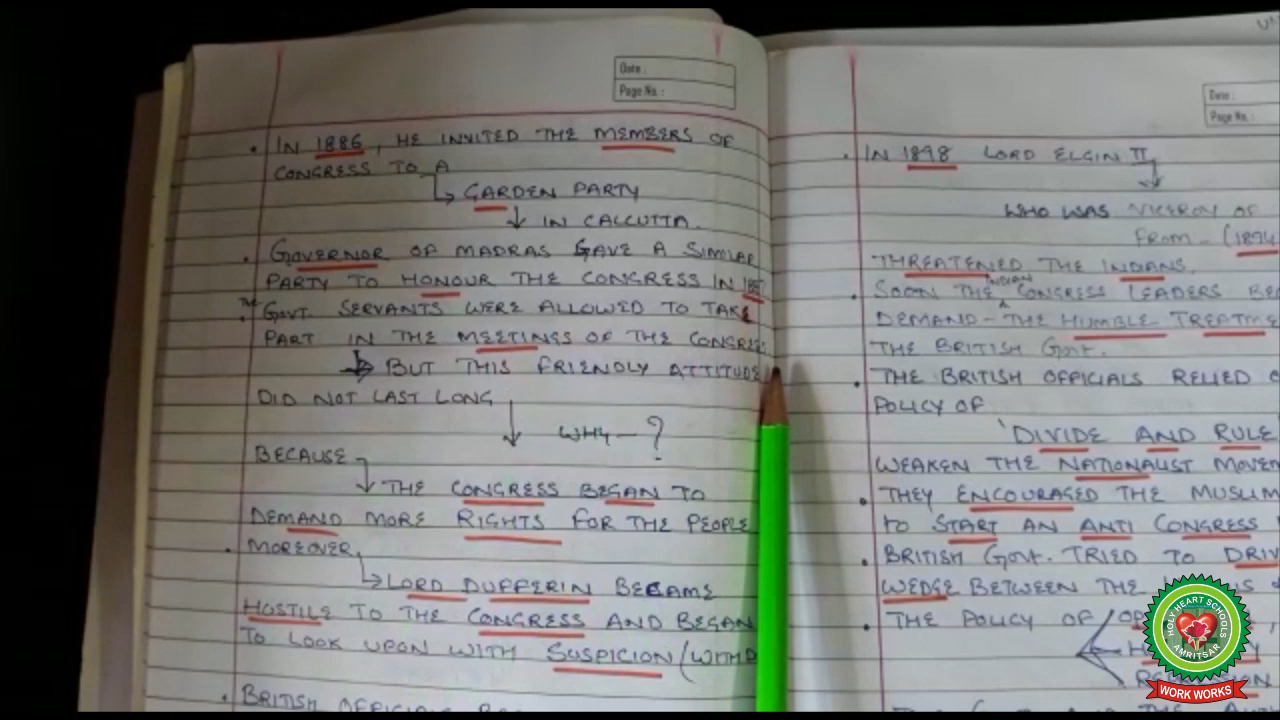 Date :
Page No. :
. IN 1886, HE INVITED THE MEMBERS OF
CONGRESS TO A
GARDEN PARTY
IN CALCUTTA.
. GOVERNOR OF MADRAS GAVE A SIMILAR
PARTY TO HONOUR THE CONGRESS IN
THE
GOVT. SERVANTS WERE ALLOWED TO TAKE
PART IN THE MEETINGS OF THE CONGRESS
BUT THIS FRIENDLY ATTITUDE
DID NOT LAST LONG
WHY - ?
BECAUSE
THE CONGRESS BEGAN TO
DEMAND MORE RIGHTS FOR THE PEOPLE
. MOREOVER,
LORD DUFFERIN BECAME
HOSTILE TO THE CONGRESS AND BEGAN
TO LOOK UPON WITH SUSPICION (WITH
. BRITISH OFFICIALS
Date :
Page No. :
. IN 1898 LORD ELGIN II
WHO WAS VICEROY OF
FROM - (1894
THREATENED THE INDIANS.
INDIAN
. SOON THE CONGRESS LEADERS
DEMAND - THE HUMBLE
THE BRITISH GOVT.
. THE BRITISH OFFICIALS RELIED
POLICY OF
'DIVIDE AND RULE
WEAKEN THE NATIONALIST
. THEY ENCOURAGED THE MUSLIM
TO START AN ANTI CONGRESS
. BRITISH GOVT. TRIED TO
WEDGE BETWEEN THE
. THE POLICY OF
HOLY HEART SCHOOLS
AMRITSAR
WORK WORKS